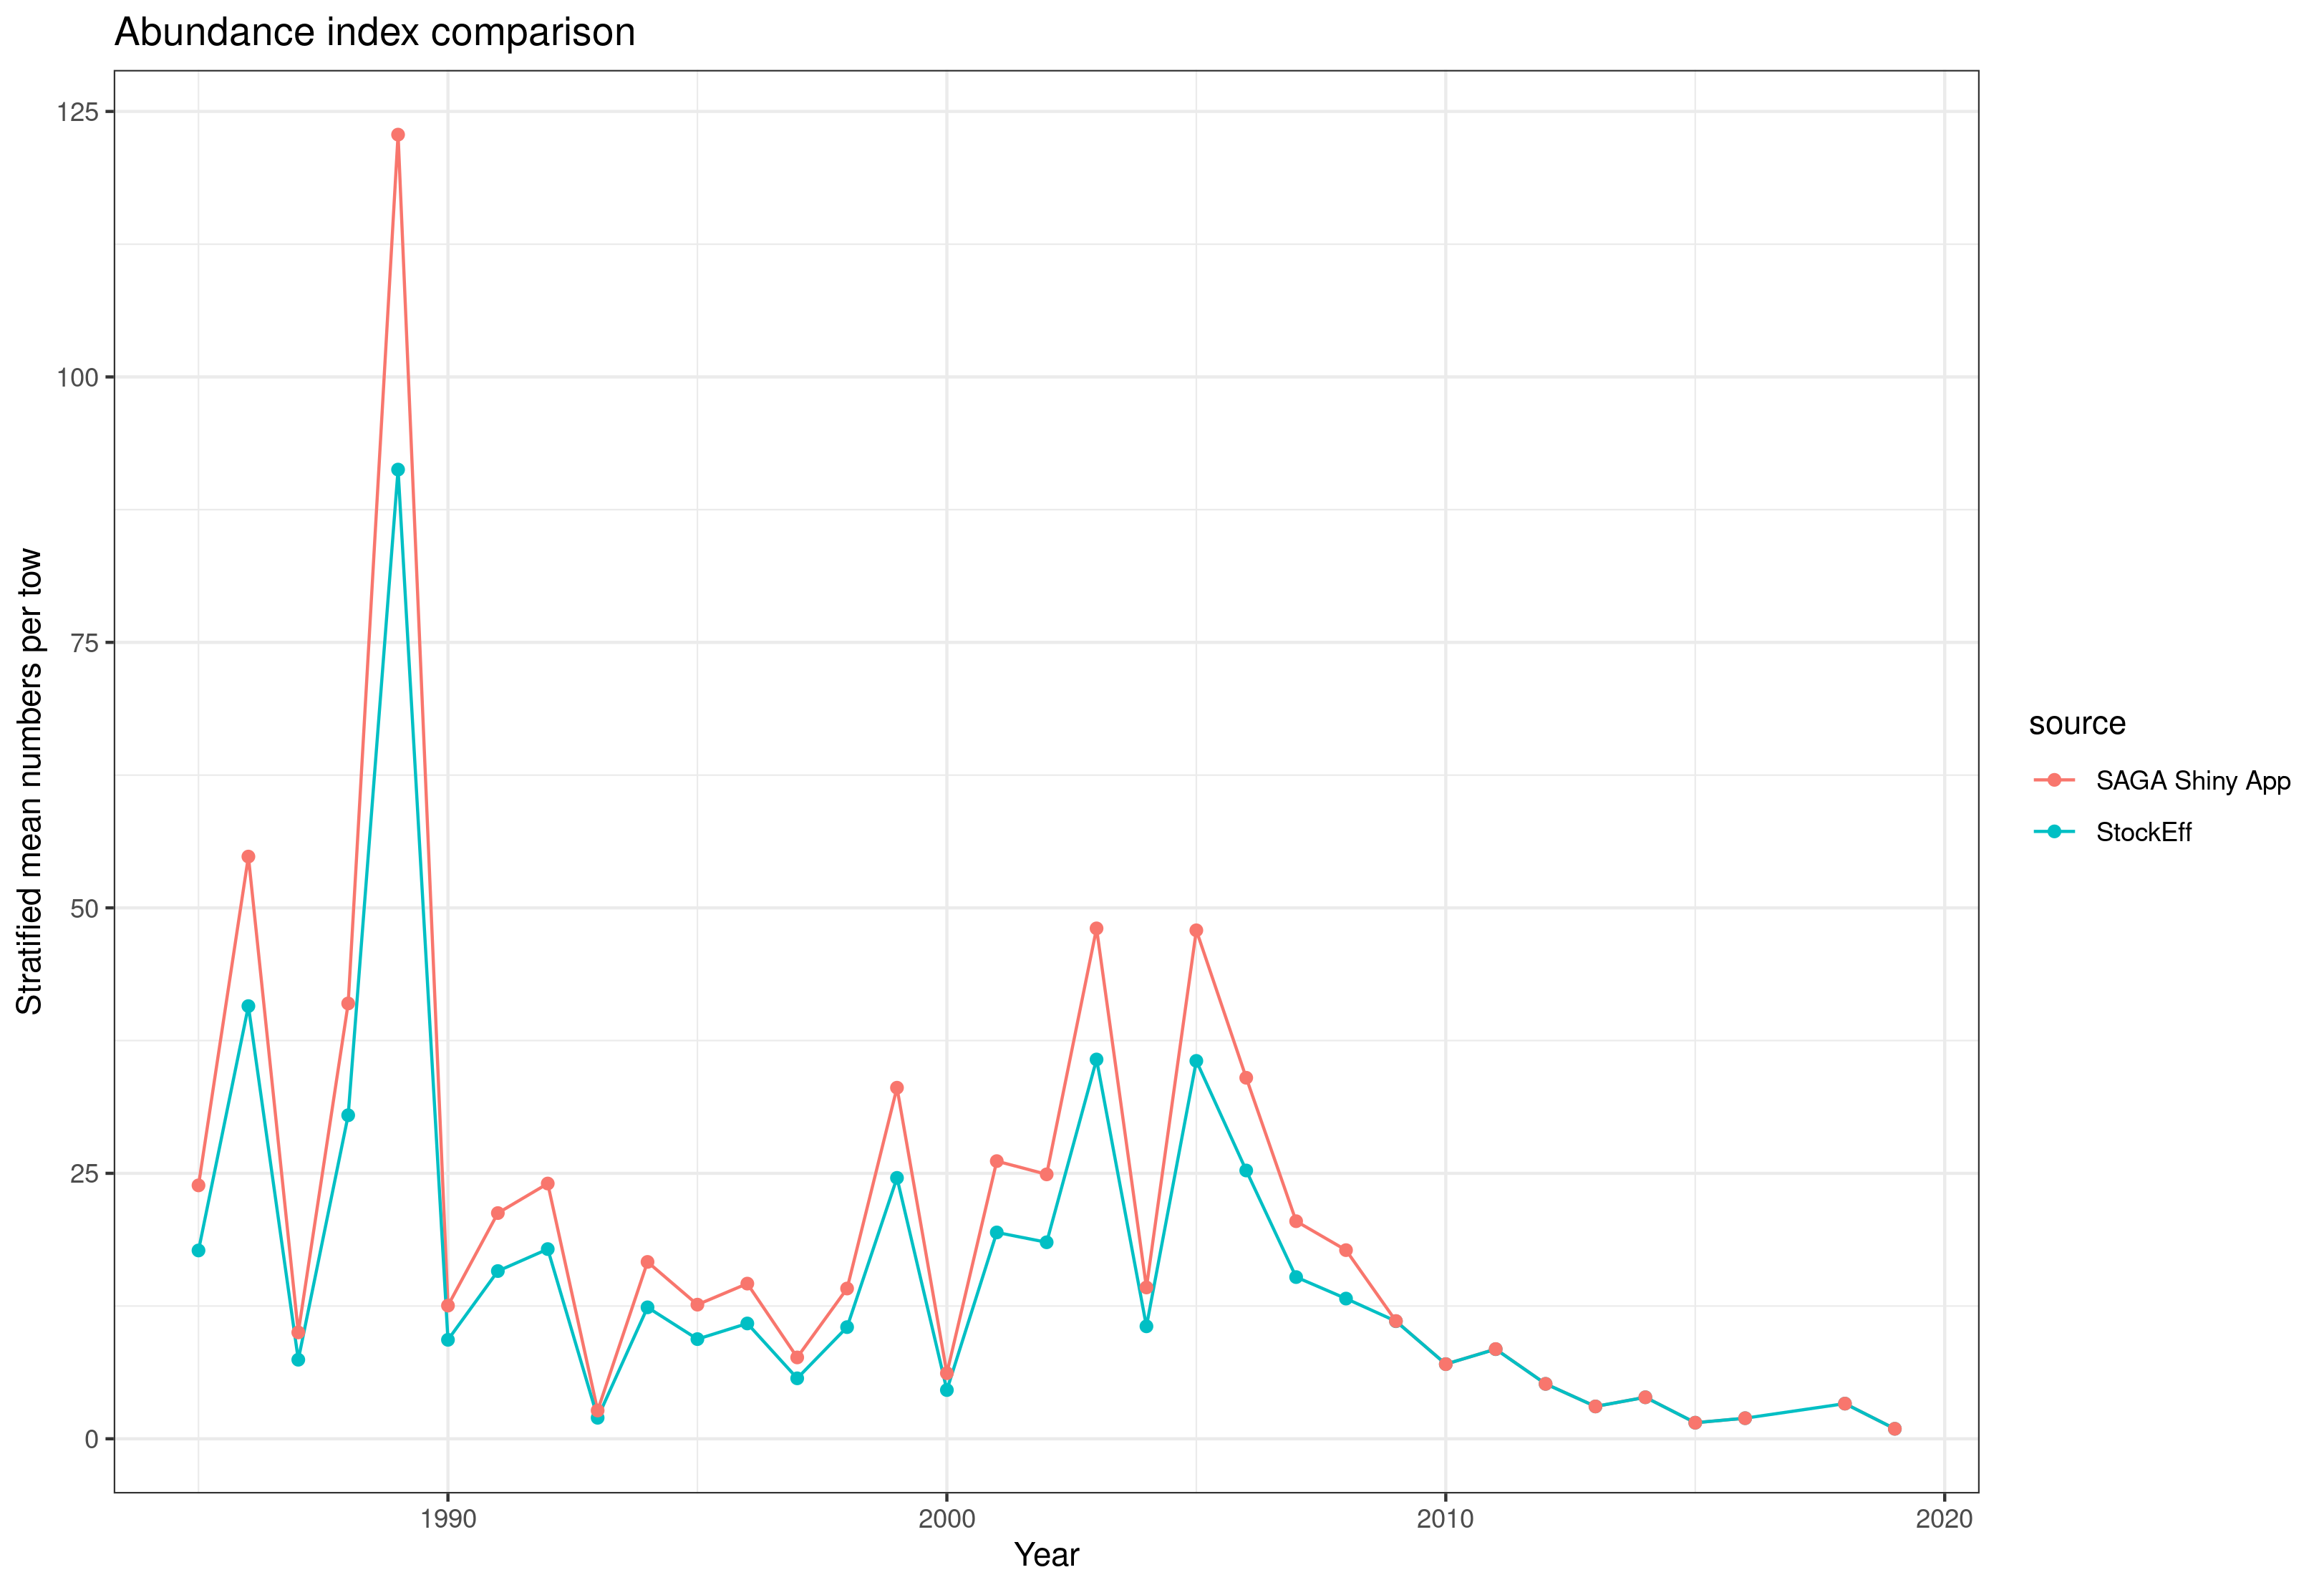 Abundance index comparison
125
100
75
50
25
0
Stratified mean numbers per tow
1990
2000
2010
2020
Year
source
SAGA Shiny App
StockEff